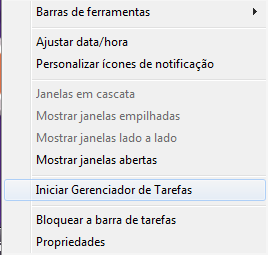 Barras de ferramentas
Ajustar data/hora
Personalizar ícones de notificação
Janelas em cascata
Mostrar janelas empilhadas
Mostrar janelas lado a lado
Mostrar janelas abertas
Iniciar Gerenciador de Tarefas
Bloquear a barra de tarefas
Propriedades